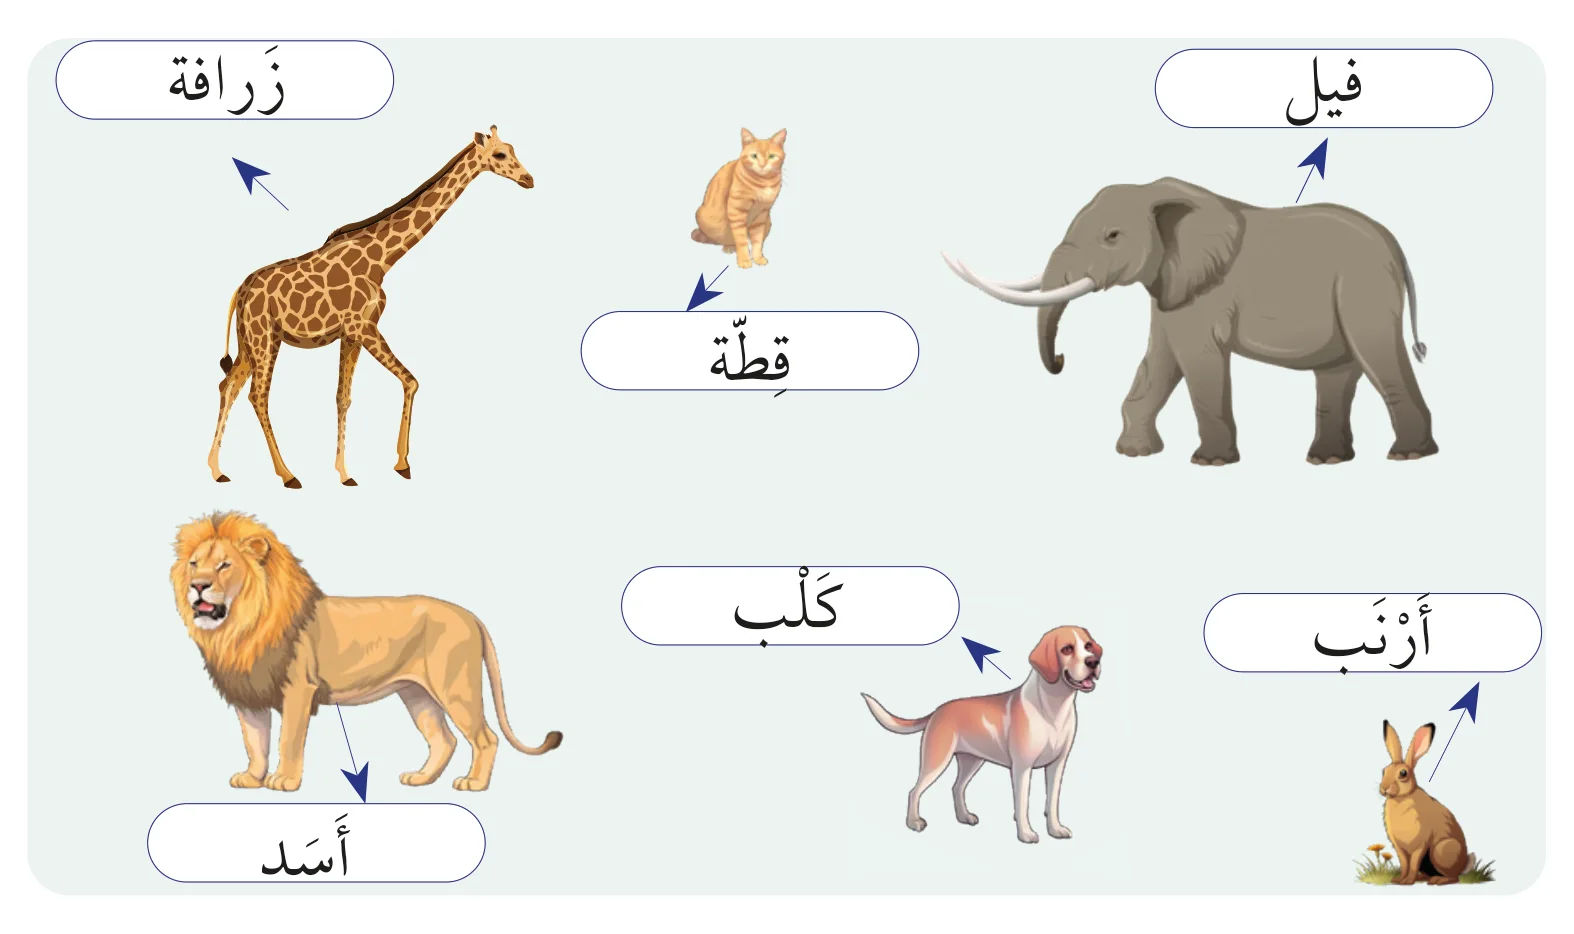 فيل
زَرافة
قِطّة
كَلْب
أَرْنَب
أَسَد